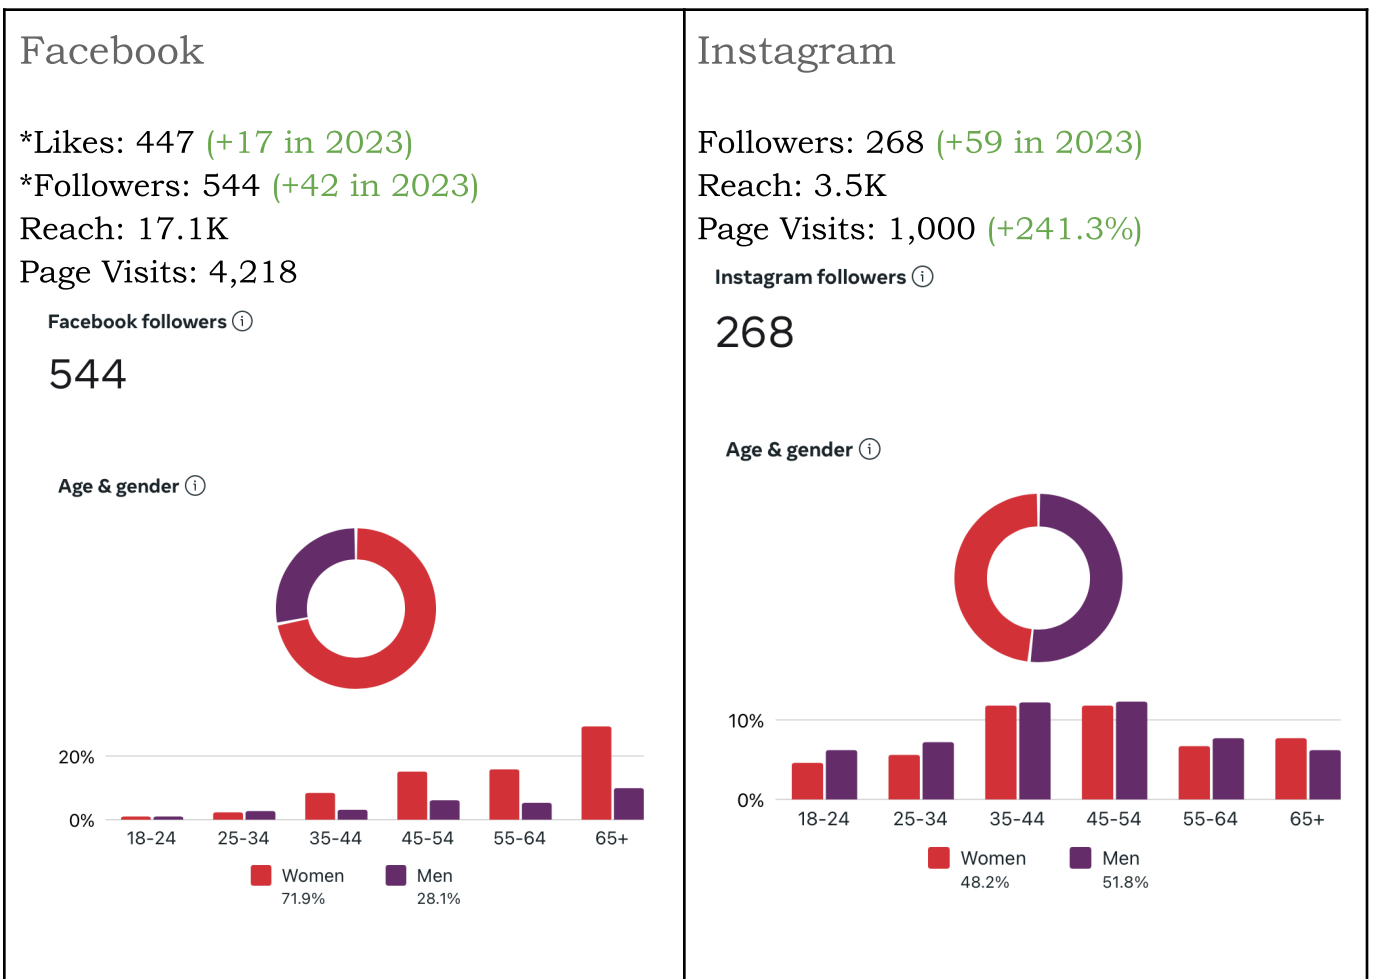 Facebook
*Likes: 447 (+17 in 2023)
*Followers: 544 (+42 in 2023)
Reach: 17.1K
Page Visits: 4,218
Facebook followers
544
Age & gender
20%
0%
18-24 25-34 35-44 45-54 55-64 65+
Women Men
71.9% 28.1%
Instagram
Followers: 268 (+59 in 2023)
Reach: 3.5K
Page Visits: 1,000 (+241.3%)
Instagram followers
268
Age & gender
10%
0%
18-24 25-34 35-44 45-54 55-64 65+
Women Men
48.2% 51.8%